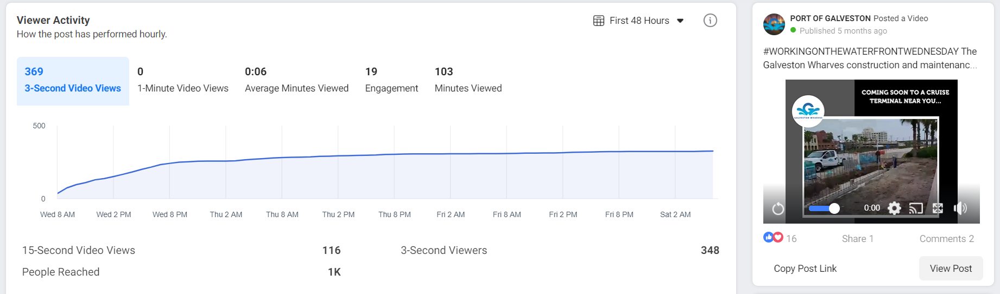 Viewer Activity
How the post has performed hourly.
First 48 Hours
369
3-Second Video Views
0
1-Minute Video Views
0:06
Average Minutes Viewed
19
Engagement
103
Minutes Viewed
500
0
Wed 8 AM Wed 2 PM Wed 8 PM Thu 2 AM Thu 8 AM Thu 2 PM Thu 8 PM Fri 2 AM Fri 8 AM Fri 2 PM Fri 8 PM Sat 2 AM
15-Second Video Views 116
3-Second Viewers 348
People Reached 1K
PORT OF GALVESTON Posted a Video
Published 5 months ago
#WORKINGONTHEWATERFRONTWEDNESDAY The
Galveston Wharves construction and maintenanc...
COMING SOON TO A CRUISE
TERMINAL NEAR YOU...
GALVESTON WHARVES
0:00
16 Share 1 Comments 2
Copy Post Link View Post